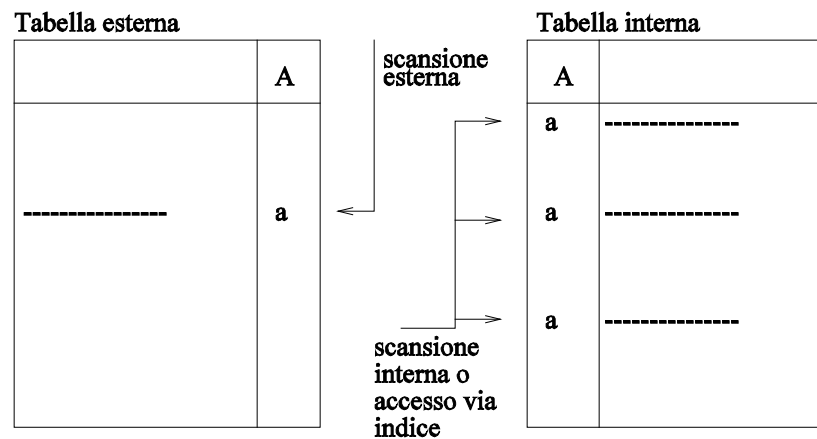 Tabella esterna
A
---------------- a
scansione
esterna
Tabella interna
A
a ---------------
a ---------------
a ---------------
scansione
interna o
accesso via
indice